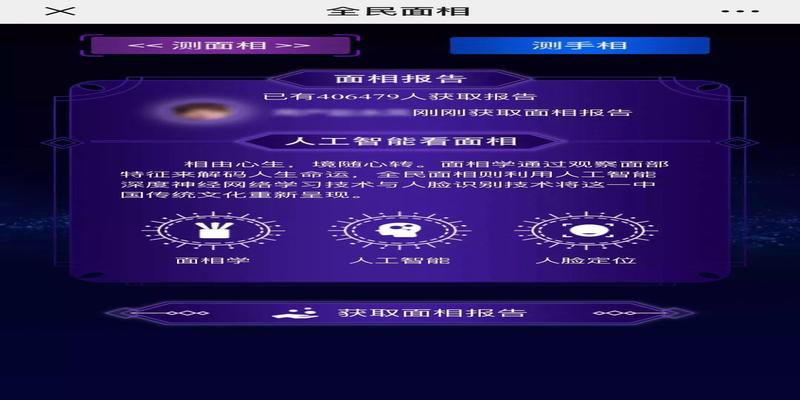 全民面相
<< 测面相 >>
测手相
面相报告
已有406479人获取报告
刚刚获取面相报告
人工智能看面相
相由心生，境随心转。面相学通过观察面部
特征来解码人生命运，全民面相则利用人工智能
深度神经网络学习技术与人脸识别技术将这一中
国传统文化重新呈现。
面相学
人工智能
人脸定位
获取面相报告